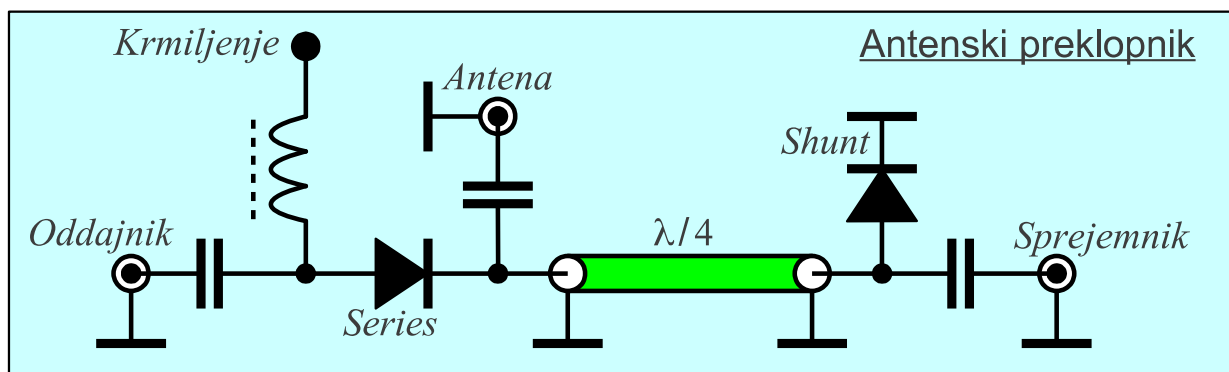 Krmiljenje
Antena
Antenski preklopnik
Shunt
Oddajnik
λ/4
Sprejemnik
Series